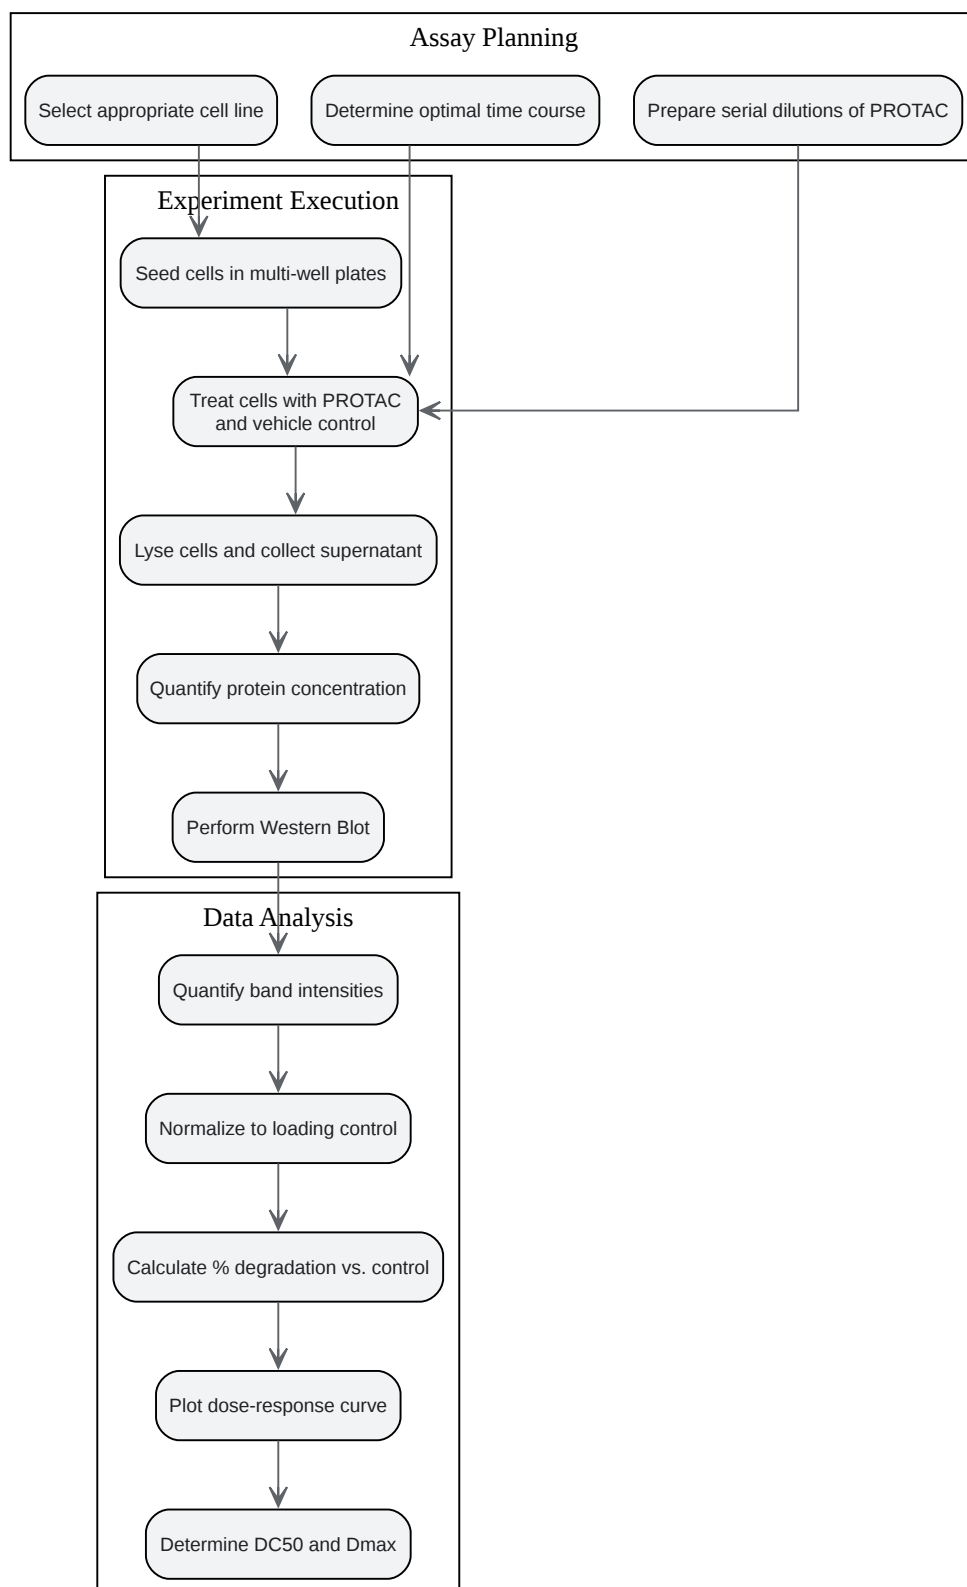 Assay Planning
Select appropriate cell line
Determine optimal time course
Prepare serial dilutions of PROTAC
Experiment Execution
Seed cells in multi-well plates
Treat cells with PROTAC
and vehicle control
Lyse cells and collect supernatant
Quantify protein concentration
Perform Western Blot
Data Analysis
Quantify band intensities
Normalize to loading control
Calculate % degradation vs. control
Plot dose-response curve
Determine DC50 and Dmax